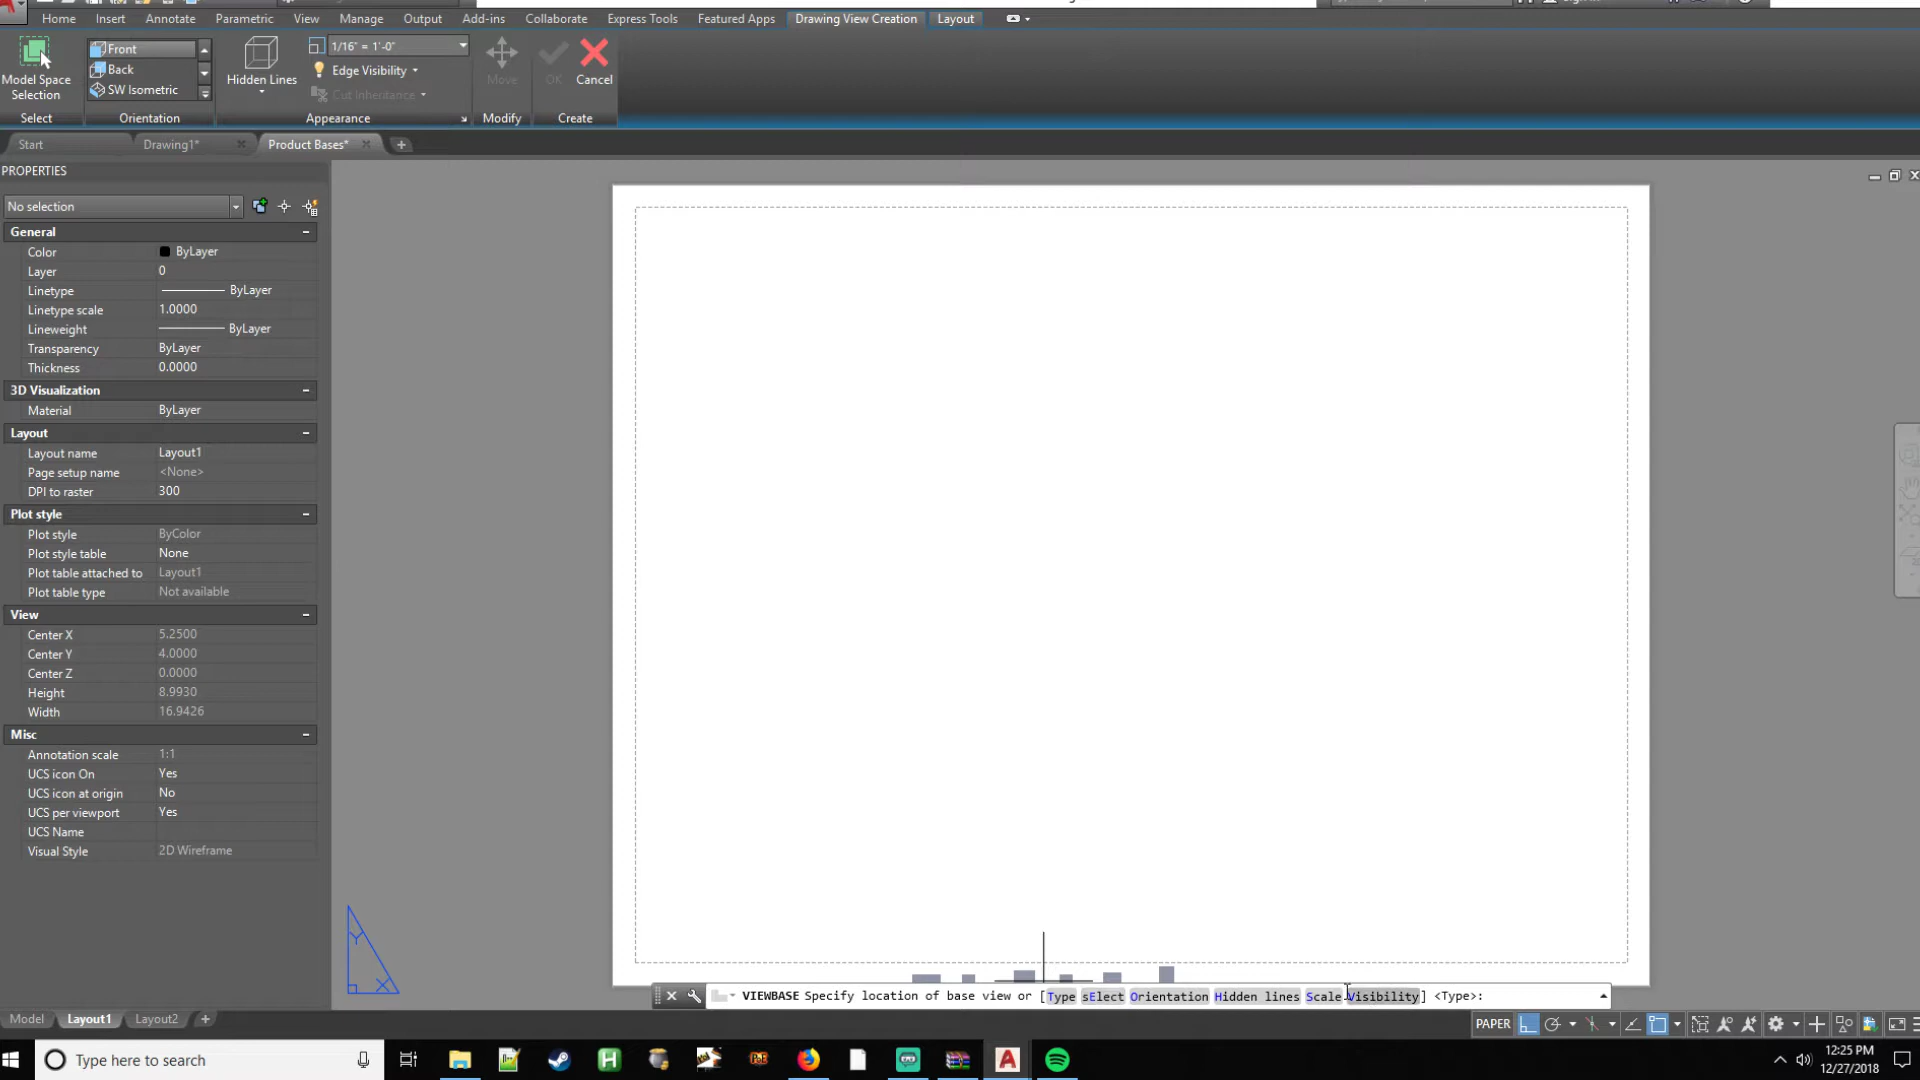 Home Insert Annotate Parametric View Manage Output Add-ins Collaborate Express Tools Featured Apps Drawing View Creation Layout
Model Space
Selection
Select
Front
Back
SW Isometric
Orientation
Hidden Lines
1/16" = 1'-0"
Edge Visibility
Cut Inheritance
Appearance
Move
Modify
OK
Cancel
Create
Start Drawing1* Product Bases*
PROPERTIES
No selection
General
Color ByLayer
Layer 0
Linetype ByLayer
Linetype scale 1.0000
Lineweight ByLayer
Transparency ByLayer
Thickness 0.0000
3D Visualization
Material ByLayer
Layout
Layout name Layout1
Page setup name <None>
DPI to raster 300
Plot style
Plot style ByColor
Plot style table None
Plot table attached to Layout1
Plot table type Not available
View
Center X 5.2500
Center Y 4.0000
Center Z 0.0000
Height 8.9930
Width 16.9426
Misc
Annotation scale 1:1
UCS icon On Yes
UCS icon at origin No
UCS per viewport Yes
UCS Name
Visual Style 2D Wireframe
Y
X
VIEWBASE Specify location of base view or [Type sElect Orientation Hidden lines Scale Visibility] <Type>:
Model Layout1 Layout2
PAPER
Type here to search
H
PoE
A
12:25 PM
12/27/2018